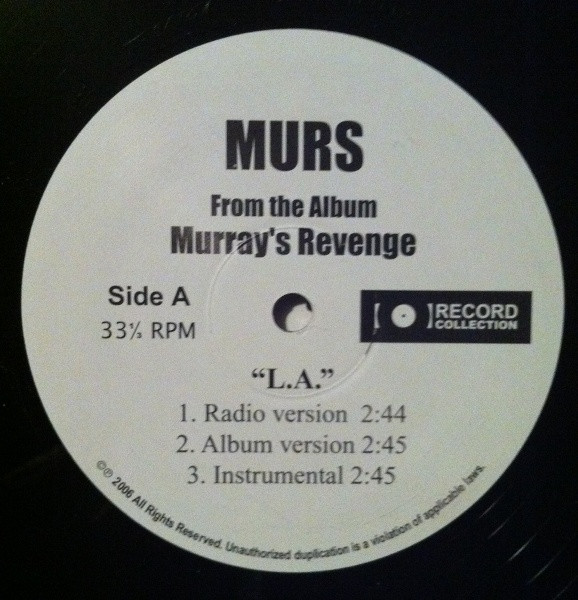 MURS
From the Album
Murray's Revenge
Side A
33⅓ RPM
[ ] RECORD
COLLECTION
“L.A.”
1. Radio version 2:44
2. Album version 2:45
3. Instrumental 2:45
©℗ 2006 All Rights Reserved. Unauthorized duplication is a violation of applicable laws.